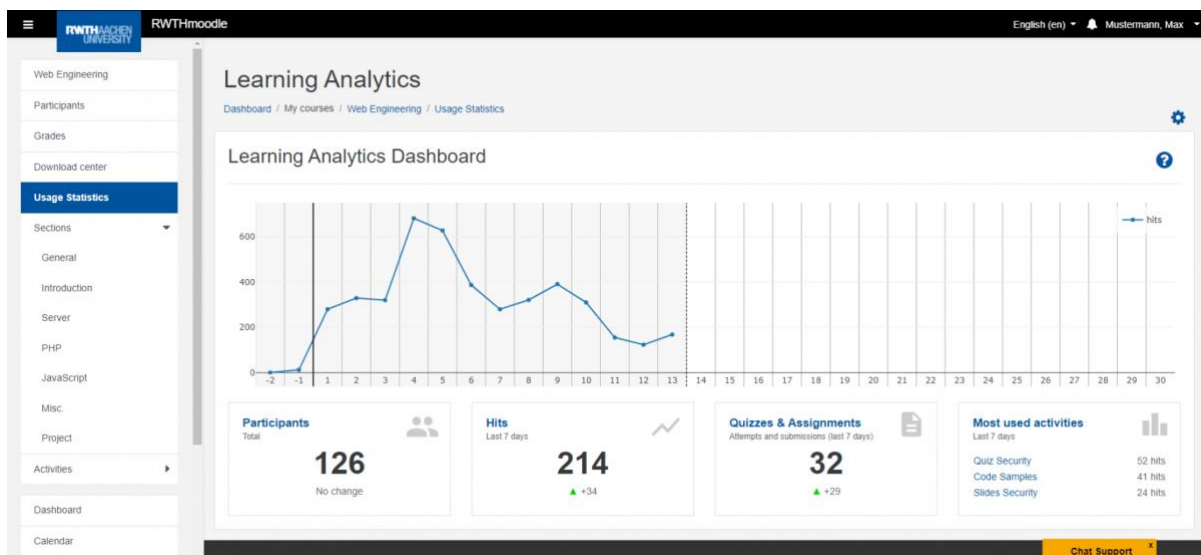 RWTHAACHEN
UNIVERSITY
RWTHmoodle
English (en)
Mustermann, Max
Web Engineering
Participants
Grades
Download center
Usage Statistics
Sections
General
Introduction
Server
PHP
JavaScript
Misc.
Project
Activities
Dashboard
Calendar
Learning Analytics
Dashboard / My courses / Web Engineering / Usage Statistics
Learning Analytics Dashboard
?
hits
600
400
200
0
-2 -1 1 2 3 4 5 6 7 8 9 10 11 12 13 14 15 16 17 18 19 20 21 22 23 24 25 26 27 28 29 30
Participants
Total
126
No change
Hits
Last 7 days
214
+34
Quizzes & Assignments
Attempts and submissions (last 7 days)
32
+29
Most used activities
Last 7 days
Quiz Security 52 hits
Code Samples 41 hits
Slides Security 24 hits
Chat Support x